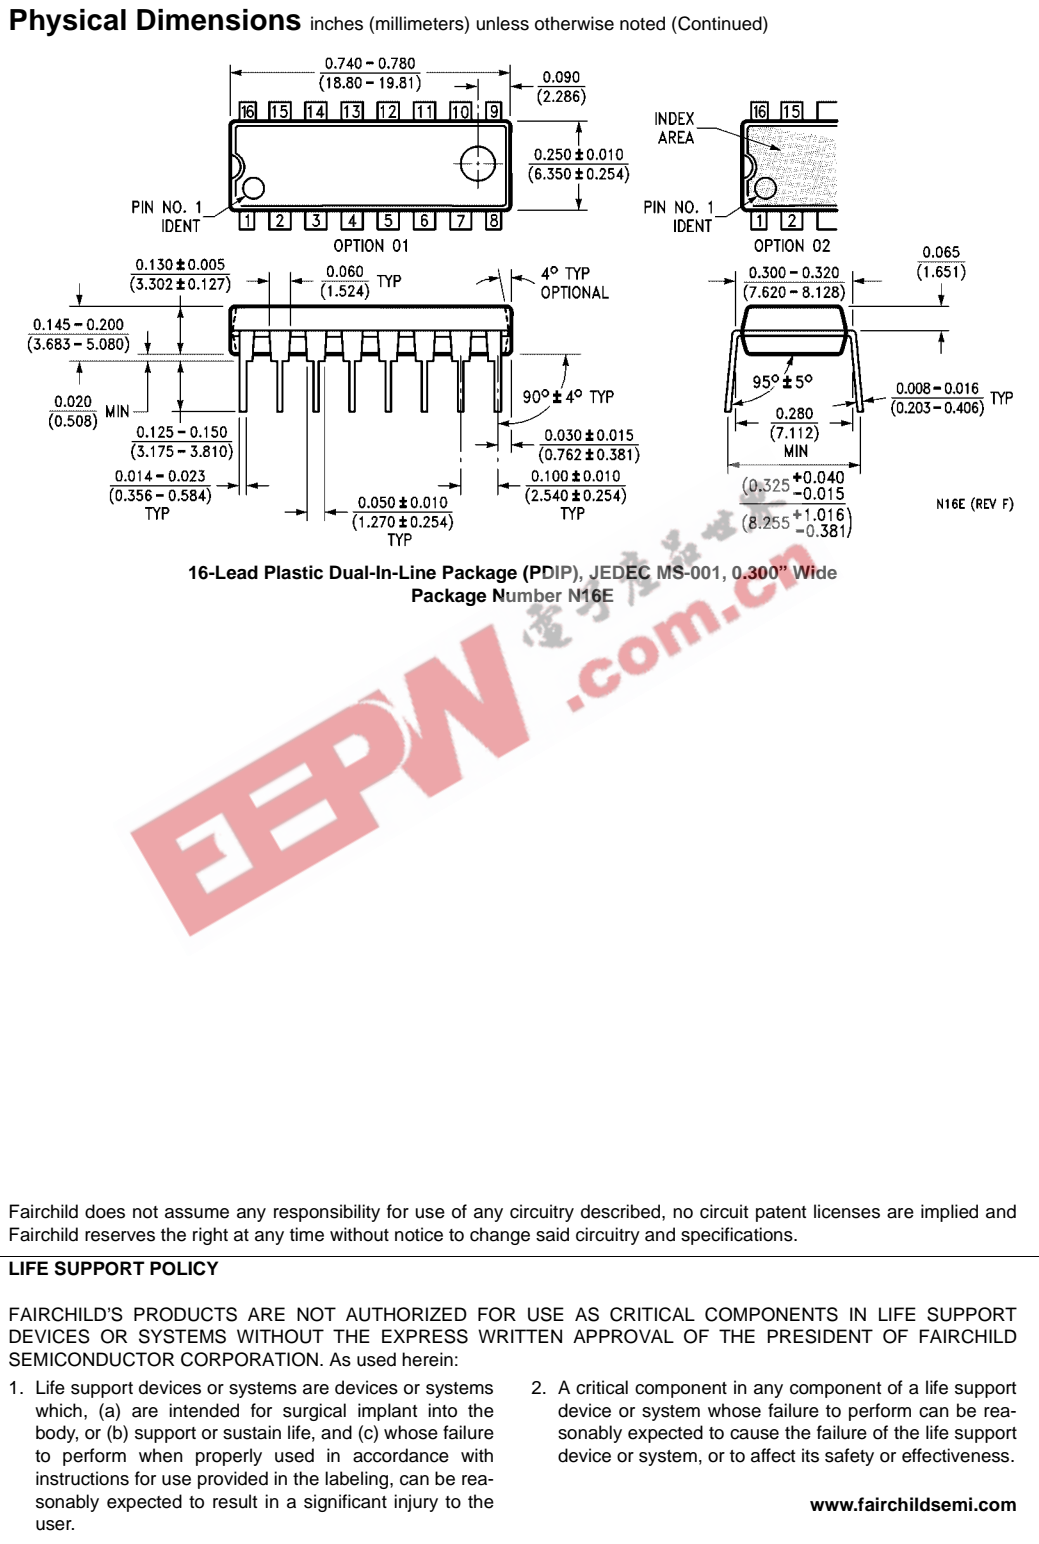 Physical Dimensions inches (millimeters) unless otherwise noted (Continued)
0.740 – 0.780
(18.80 – 19.81)
0.090
(2.286)
16 15 14 13 12 11 10 9
0.250 ± 0.010
(6.350 ± 0.254)
PIN NO. 1
IDENT
1 2 3 4 5 6 7 8
OPTION 01
INDEX
AREA
16 15
PIN NO. 1
IDENT
1 2
OPTION 02
0.130 ± 0.005
(3.302 ± 0.127)
0.060
(1.524)
TYP
4° TYP
OPTIONAL
0.145 – 0.200
(3.683 – 5.080)
0.020
(0.508)
MIN
0.125 – 0.150
(3.175 – 3.810)
0.014 – 0.023
(0.356 – 0.584)
TYP
0.050 ± 0.010
(1.270 ± 0.254)
TYP
90° ± 4° TYP
0.030 ± 0.015
(0.762 ± 0.381)
0.100 ± 0.010
(2.540 ± 0.254)
TYP
0.300 – 0.320
(7.620 – 8.128)
0.065
(1.651)
95° ± 5°
0.008 – 0.016
(0.203 – 0.406)
TYP
0.280
(7.112)
MIN
(0.325 +0.040
–0.015
(8.255 +1.016
–0.381)
N16E (REV F)
16-Lead Plastic Dual-In-Line Package (PDIP), JEDEC MS-001, 0.300” Wide
Package Number N16E
EEPW
電子產品世界
.com.cn
Fairchild does not assume any responsibility for use of any circuitry described, no circuit patent licenses are implied and
Fairchild reserves the right at any time without notice to change said circuitry and specifications.
LIFE SUPPORT POLICY
FAIRCHILD’S PRODUCTS ARE NOT AUTHORIZED FOR USE AS CRITICAL COMPONENTS IN LIFE SUPPORT
DEVICES OR SYSTEMS WITHOUT THE EXPRESS WRITTEN APPROVAL OF THE PRESIDENT OF FAIRCHILD
SEMICONDUCTOR CORPORATION. As used herein:
1. Life support devices or systems are devices or systems
which, (a) are intended for surgical implant into the
body, or (b) support or sustain life, and (c) whose failure
to perform when properly used in accordance with
instructions for use provided in the labeling, can be rea-
sonably expected to result in a significant injury to the
user.
2. A critical component in any component of a life support
device or system whose failure to perform can be rea-
sonably expected to cause the failure of the life support
device or system, or to affect its safety or effectiveness.
www.fairchildsemi.com